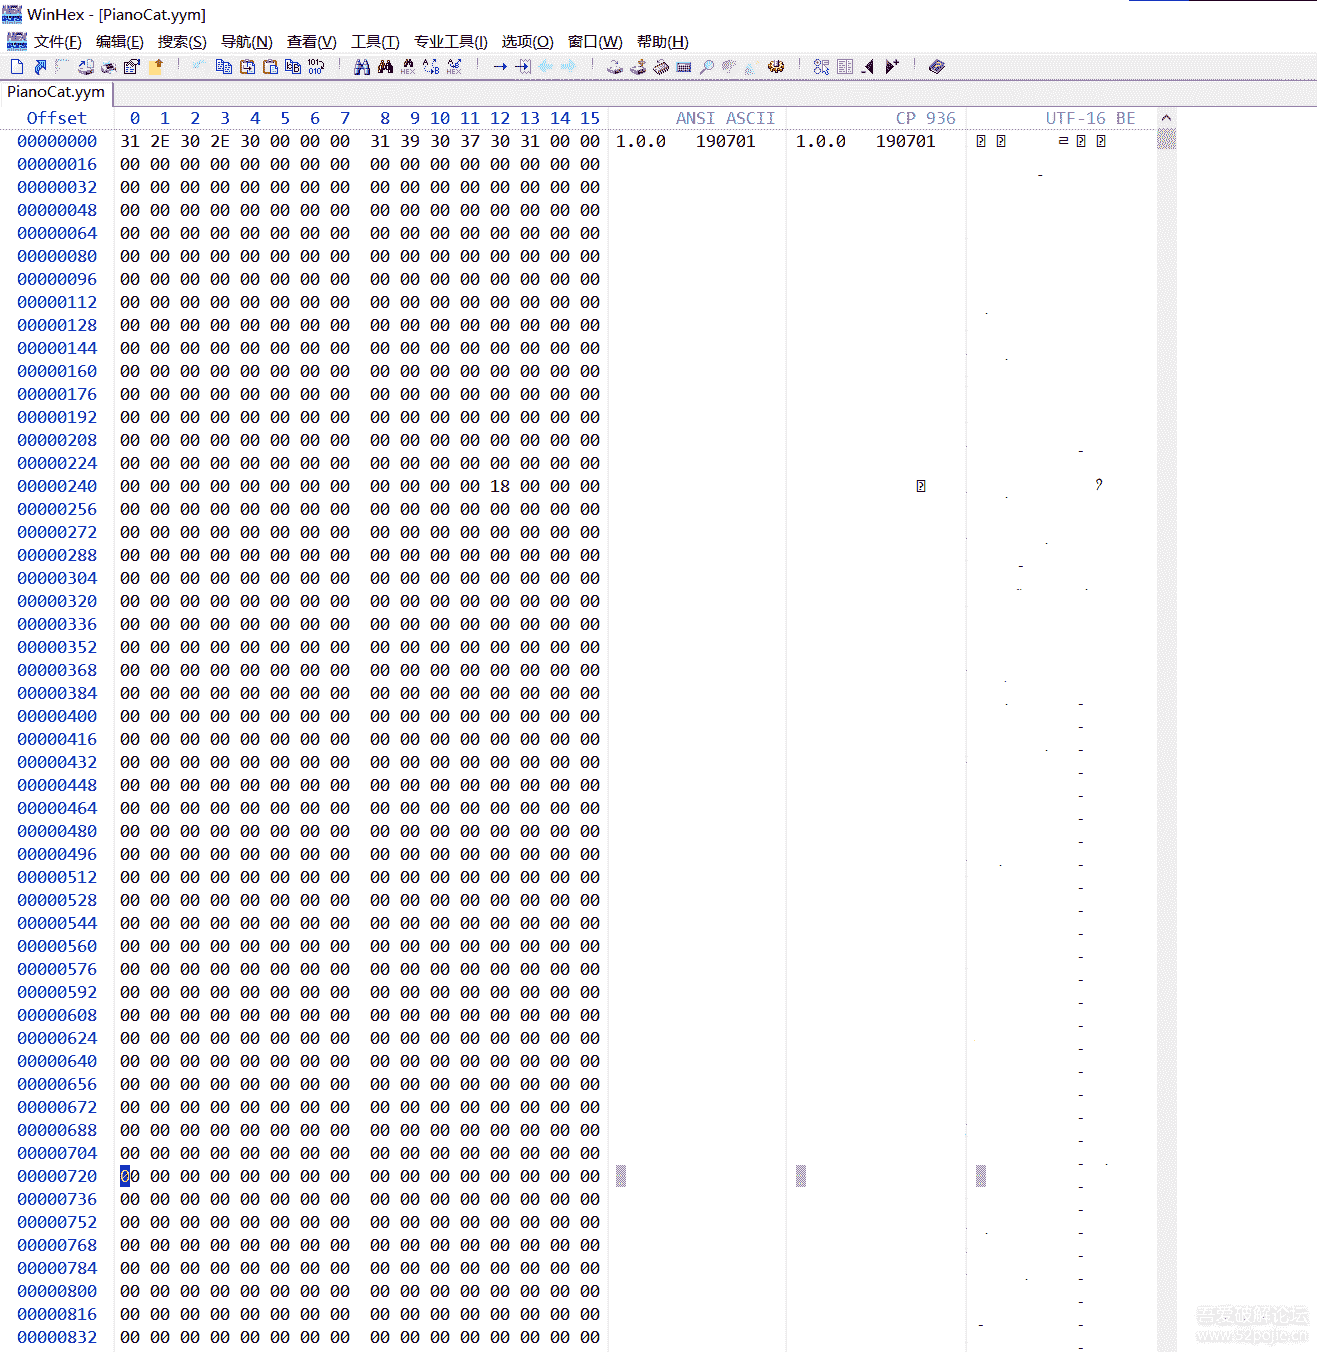 WinHex - [PianoCat.yym]
文件(F) 编辑(E) 搜索(S) 导航(N) 查看(V) 工具(T) 专业工具(I) 选项(O) 窗口(W) 帮助(H)
PianoCat.yym
Offset 0 1 2 3 4 5 6 7 8 9 10 11 12 13 14 15 ANSI ASCII CP 936 UTF-16 BE
00000000 31 2E 30 2E 30 00 00 00 31 39 30 37 30 31 00 00 1.0.0 190701 1.0.0 190701
00000016 00 00 00 00 00 00 00 00 00 00 00 00 00 00 00 00
00000032 00 00 00 00 00 00 00 00 00 00 00 00 00 00 00 00
00000048 00 00 00 00 00 00 00 00 00 00 00 00 00 00 00 00
00000064 00 00 00 00 00 00 00 00 00 00 00 00 00 00 00 00
00000080 00 00 00 00 00 00 00 00 00 00 00 00 00 00 00 00
00000096 00 00 00 00 00 00 00 00 00 00 00 00 00 00 00 00
00000112 00 00 00 00 00 00 00 00 00 00 00 00 00 00 00 00
00000128 00 00 00 00 00 00 00 00 00 00 00 00 00 00 00 00
00000144 00 00 00 00 00 00 00 00 00 00 00 00 00 00 00 00
00000160 00 00 00 00 00 00 00 00 00 00 00 00 00 00 00 00
00000176 00 00 00 00 00 00 00 00 00 00 00 00 00 00 00 00
00000192 00 00 00 00 00 00 00 00 00 00 00 00 00 00 00 00
00000208 00 00 00 00 00 00 00 00 00 00 00 00 00 00 00 00
00000224 00 00 00 00 00 00 00 00 00 00 00 00 00 00 00 00
00000240 00 00 00 00 00 00 00 00 00 00 00 00 18 00 00 00
00000256 00 00 00 00 00 00 00 00 00 00 00 00 00 00 00 00
00000272 00 00 00 00 00 00 00 00 00 00 00 00 00 00 00 00
00000288 00 00 00 00 00 00 00 00 00 00 00 00 00 00 00 00
00000304 00 00 00 00 00 00 00 00 00 00 00 00 00 00 00 00
00000320 00 00 00 00 00 00 00 00 00 00 00 00 00 00 00 00
00000336 00 00 00 00 00 00 00 00 00 00 00 00 00 00 00 00
00000352 00 00 00 00 00 00 00 00 00 00 00 00 00 00 00 00
00000368 00 00 00 00 00 00 00 00 00 00 00 00 00 00 00 00
00000384 00 00 00 00 00 00 00 00 00 00 00 00 00 00 00 00
00000400 00 00 00 00 00 00 00 00 00 00 00 00 00 00 00 00
00000416 00 00 00 00 00 00 00 00 00 00 00 00 00 00 00 00
00000432 00 00 00 00 00 00 00 00 00 00 00 00 00 00 00 00
00000448 00 00 00 00 00 00 00 00 00 00 00 00 00 00 00 00
00000464 00 00 00 00 00 00 00 00 00 00 00 00 00 00 00 00
00000480 00 00 00 00 00 00 00 00 00 00 00 00 00 00 00 00
00000496 00 00 00 00 00 00 00 00 00 00 00 00 00 00 00 00
00000512 00 00 00 00 00 00 00 00 00 00 00 00 00 00 00 00
00000528 00 00 00 00 00 00 00 00 00 00 00 00 00 00 00 00
00000544 00 00 00 00 00 00 00 00 00 00 00 00 00 00 00 00
00000560 00 00 00 00 00 00 00 00 00 00 00 00 00 00 00 00
00000576 00 00 00 00 00 00 00 00 00 00 00 00 00 00 00 00
00000592 00 00 00 00 00 00 00 00 00 00 00 00 00 00 00 00
00000608 00 00 00 00 00 00 00 00 00 00 00 00 00 00 00 00
00000624 00 00 00 00 00 00 00 00 00 00 00 00 00 00 00 00
00000640 00 00 00 00 00 00 00 00 00 00 00 00 00 00 00 00
00000656 00 00 00 00 00 00 00 00 00 00 00 00 00 00 00 00
00000672 00 00 00 00 00 00 00 00 00 00 00 00 00 00 00 00
00000688 00 00 00 00 00 00 00 00 00 00 00 00 00 00 00 00
00000704 00 00 00 00 00 00 00 00 00 00 00 00 00 00 00 00
00000720 00 00 00 00 00 00 00 00 00 00 00 00 00 00 00 00
00000736 00 00 00 00 00 00 00 00 00 00 00 00 00 00 00 00
00000752 00 00 00 00 00 00 00 00 00 00 00 00 00 00 00 00
00000768 00 00 00 00 00 00 00 00 00 00 00 00 00 00 00 00
00000784 00 00 00 00 00 00 00 00 00 00 00 00 00 00 00 00
00000800 00 00 00 00 00 00 00 00 00 00 00 00 00 00 00 00
00000816 00 00 00 00 00 00 00 00 00 00 00 00 00 00 00 00
00000832 00 00 00 00 00 00 00 00 00 00 00 00 00 00 00 00
吾爱破解论坛
www.52pojie.cn